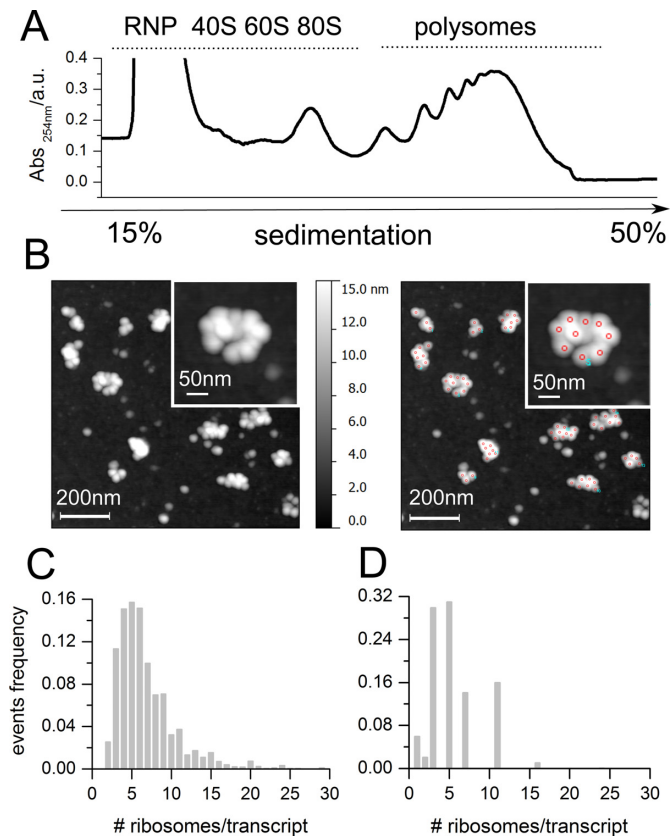 A
RNP 40S 60S 80S polysomes
Abs 254nm/a.u.
0.4
0.3
0.2
0.1
0.0
15% sedimentation 50%
B
50nm
200nm
15.0 nm
12.0
10.0
8.0
6.0
4.0
2.0
0.0
50nm
200nm
C
events frequency
0.16
0.12
0.08
0.04
0.00
0 5 10 15 20 25 30
# ribosomes/transcript
D
0.32
0.24
0.16
0.08
0.00
0 5 10 15 20 25 30
# ribosomes/transcript